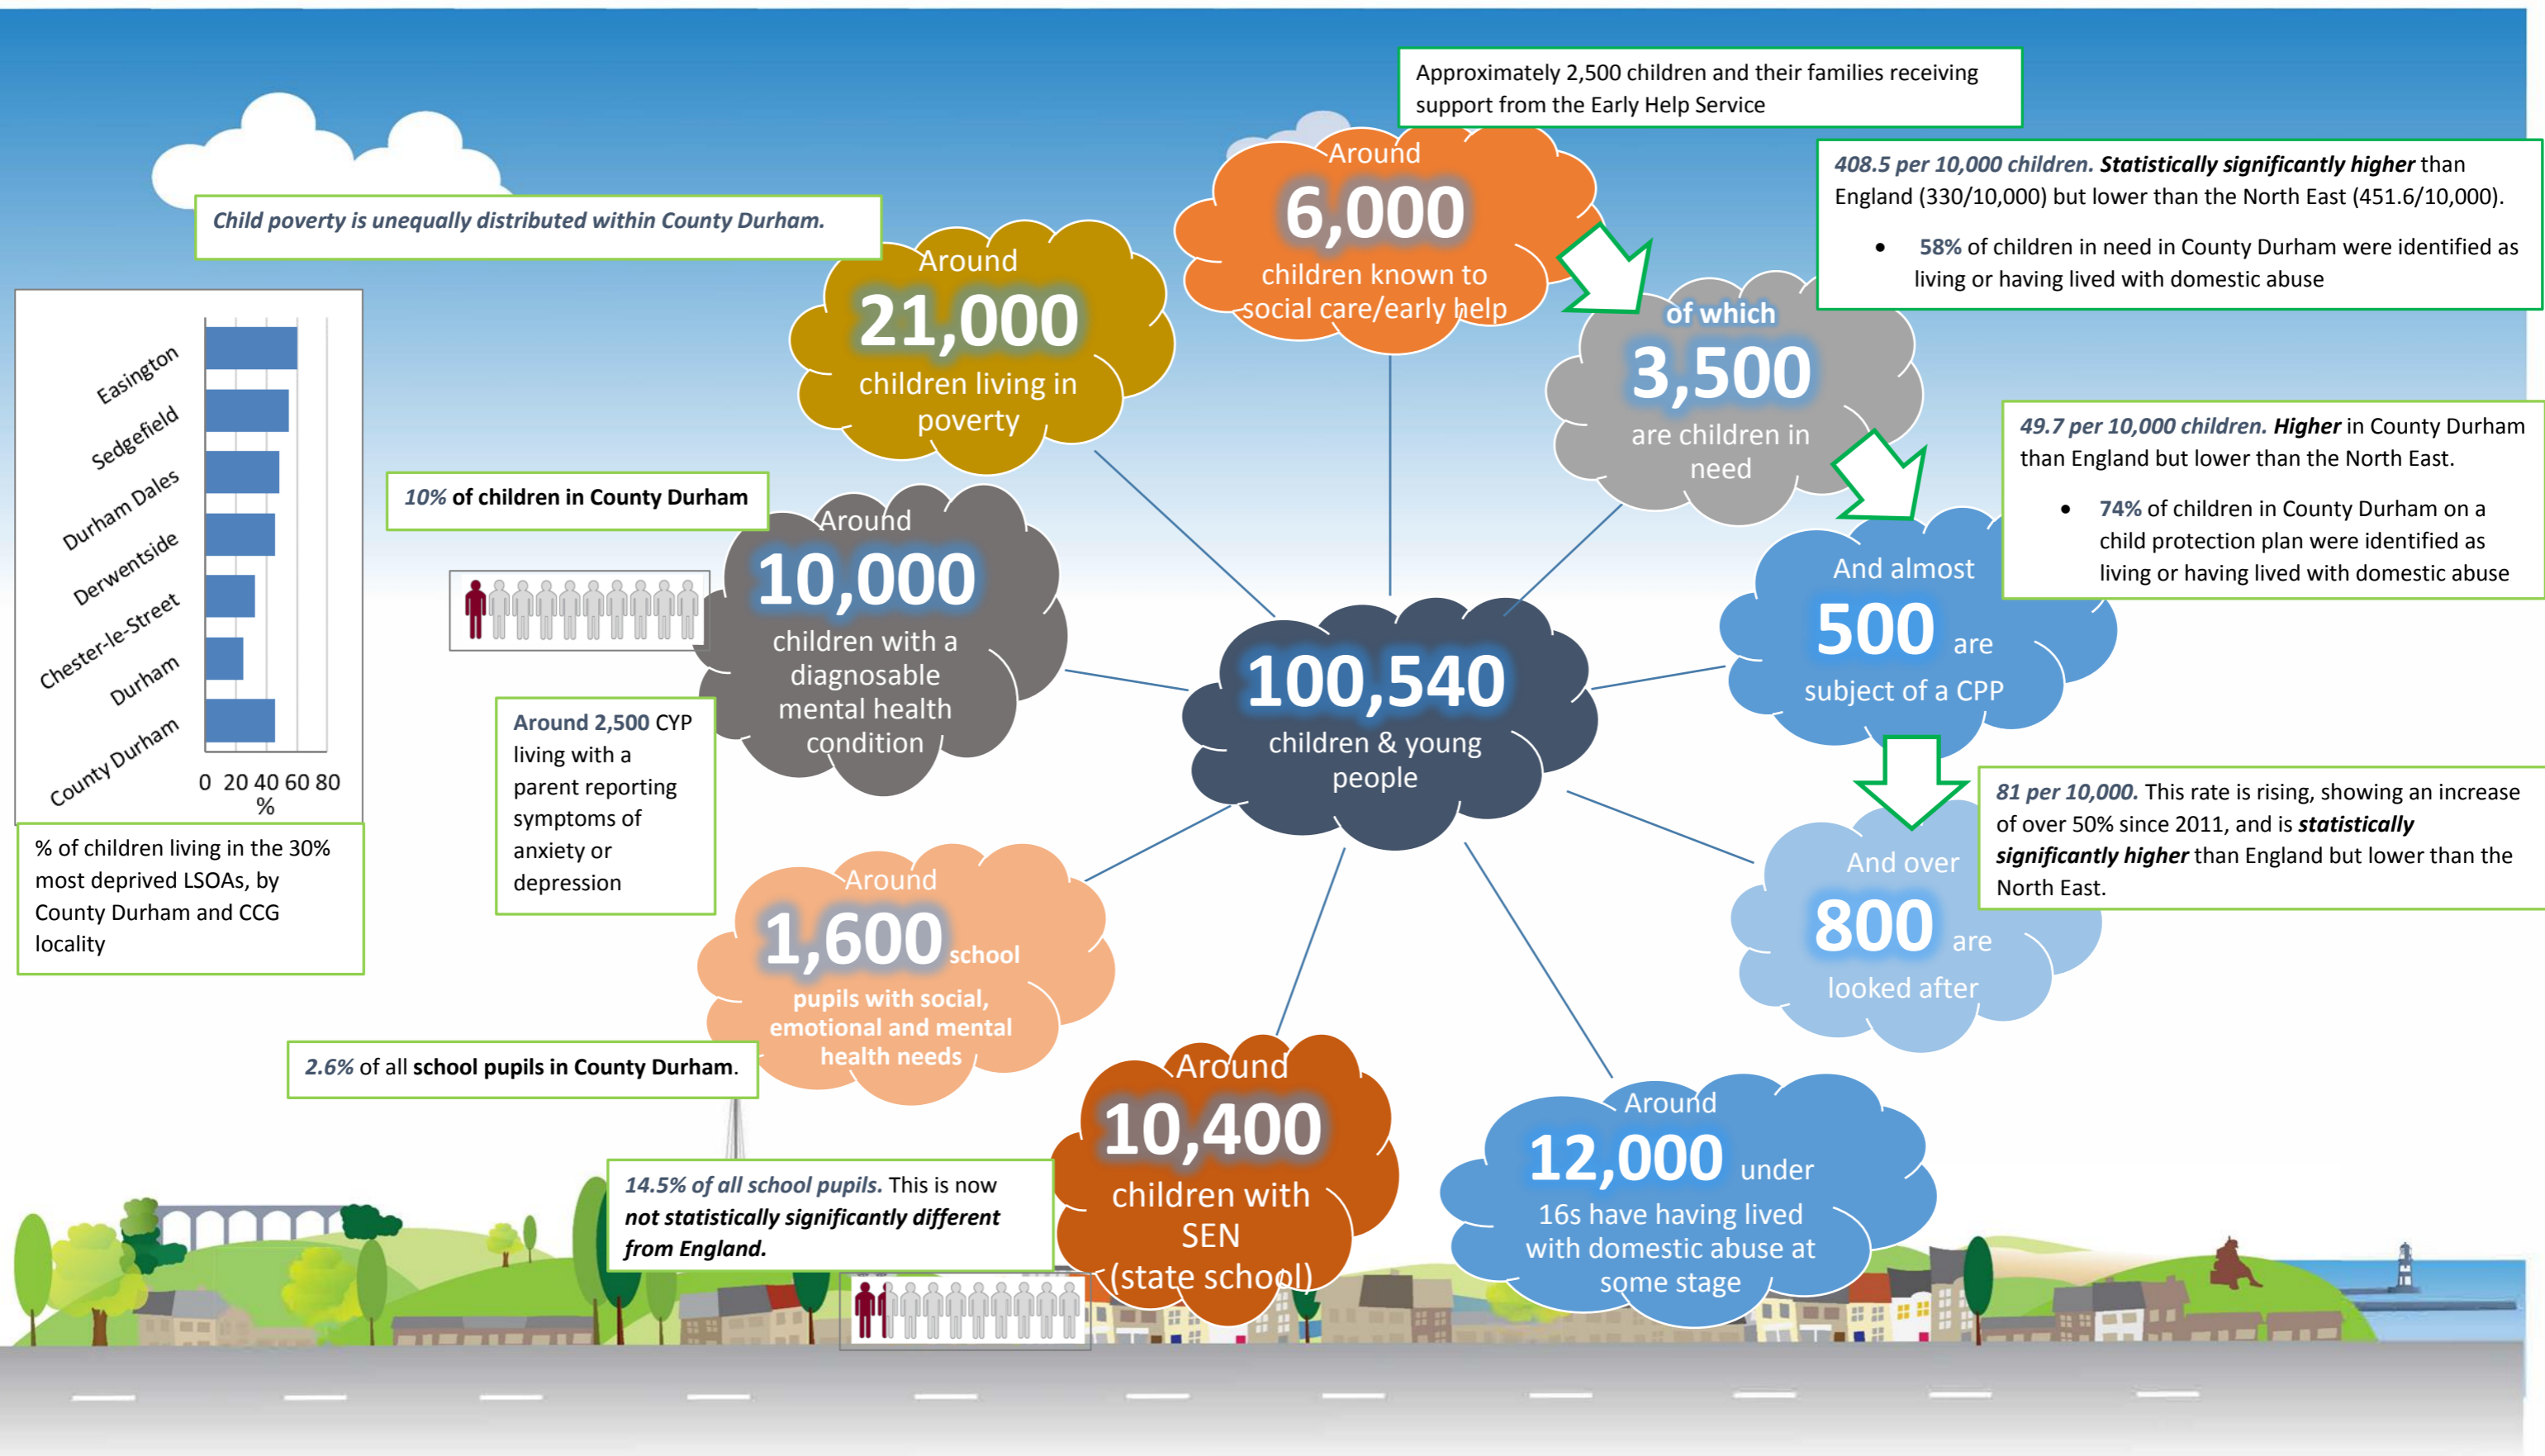 Approximately 2,500 children and their families receiving
support from the Early Help Service
Around
6,000
children known to
social care/early help
408.5 per 10,000 children. Statistically significantly higher than
England (330/10,000) but lower than the North East (451.6/10,000).
• 58% of children in need in County Durham were identified as
living or having lived with domestic abuse
Child poverty is unequally distributed within County Durham.
Around
21,000
children living in
poverty
of which
3,500
are children in
need
Easington
Sedgefield
Durham Dales
Derwentside
Chester-le-Street
Durham
County Durham
0 20 40 60 80
%
% of children living in the 30%
most deprived LSOAs, by
County Durham and CCG
locality
49.7 per 10,000 children. Higher in County Durham
than England but lower than the North East.
• 74% of children in County Durham on a
child protection plan were identified as
living or having lived with domestic abuse
10% of children in County Durham
Around
10,000
children with a
diagnosable
mental health
condition
And almost
500 are
subject of a CPP
100,540
children & young
people
Around 2,500 CYP
living with a
parent reporting
symptoms of
anxiety or
depression
81 per 10,000. This rate is rising, showing an increase
of over 50% since 2011, and is statistically
significantly higher than England but lower than the
North East.
And over
800 are
looked after
Around
1,600 school
pupils with social,
emotional and mental
health needs
2.6% of all school pupils in County Durham.
Around
10,400
children with
SEN
(state school)
14.5% of all school pupils. This is now
not statistically significantly different
from England.
Around
12,000 under
16s have having lived
with domestic abuse at
some stage